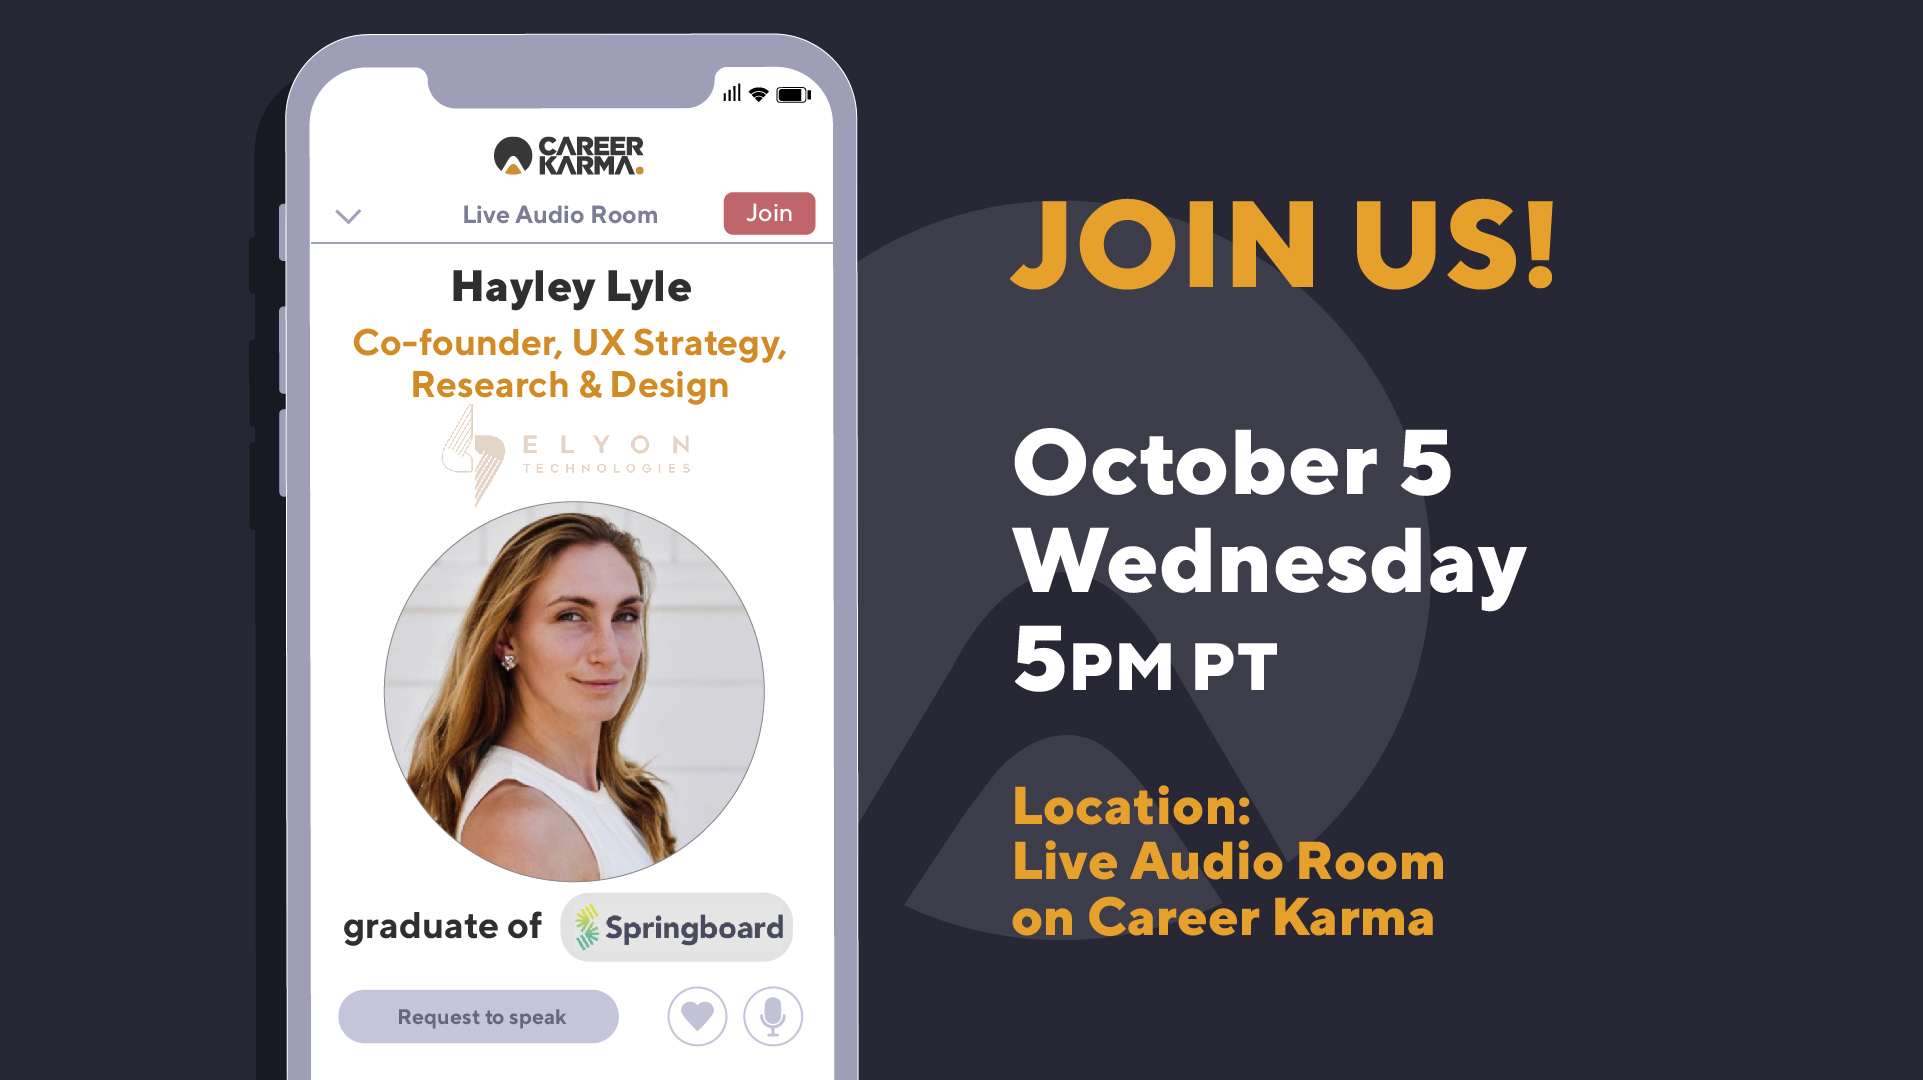 CAREER
KARMA.
Live Audio Room
Join
Hayley Lyle
Co-founder, UX Strategy,
Research & Design
ELYON
TECHNOLOGIES
graduate of
Springboard
Request to speak
JOIN US!
October 5
Wednesday
5PM PT
Location:
Live Audio Room
on Career Karma